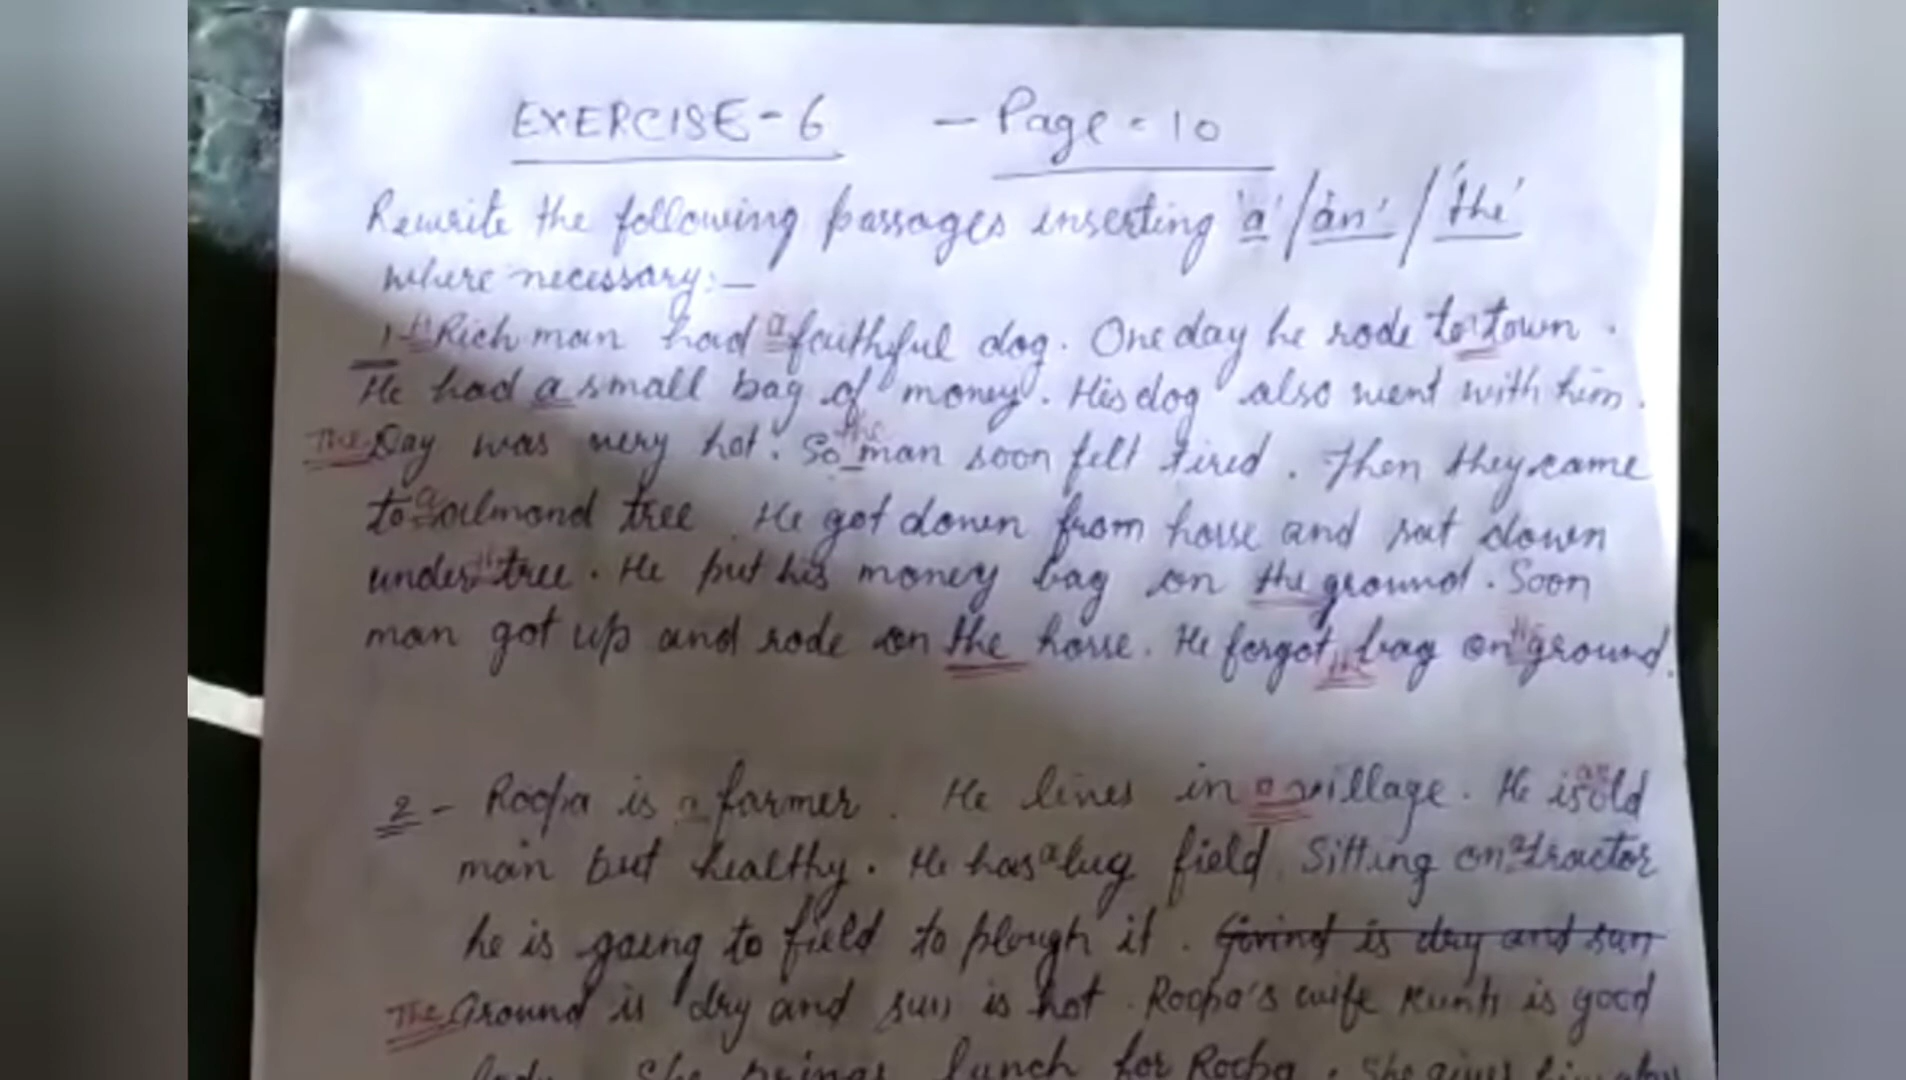 EXERCISE-6 — Page-10
Rewrite the following passages inserting 'a'/'an'/'the'
where necessary:-
1. A Rich man had a faithful dog. One day he rode to town.
He had a small bag of money. His dog also went with him.
The Day was very hot. So the man soon felt tired. Then they came
to almond tree. He got down from horse and sat down
under the tree. He put his money bag on the ground. Soon
man got up and rode on the horse. He forgot the bag on the ground.
2- Roopa is a farmer. He lives in a village. He is an old
man but healthy. He has a big field. Sitting on a tractor
he is going to field to plough it. is dry and sun
The Ground is dry and sun is hot. Roopa's wife Kunti is good
lady. She brings lunch for Roopa. She gives him